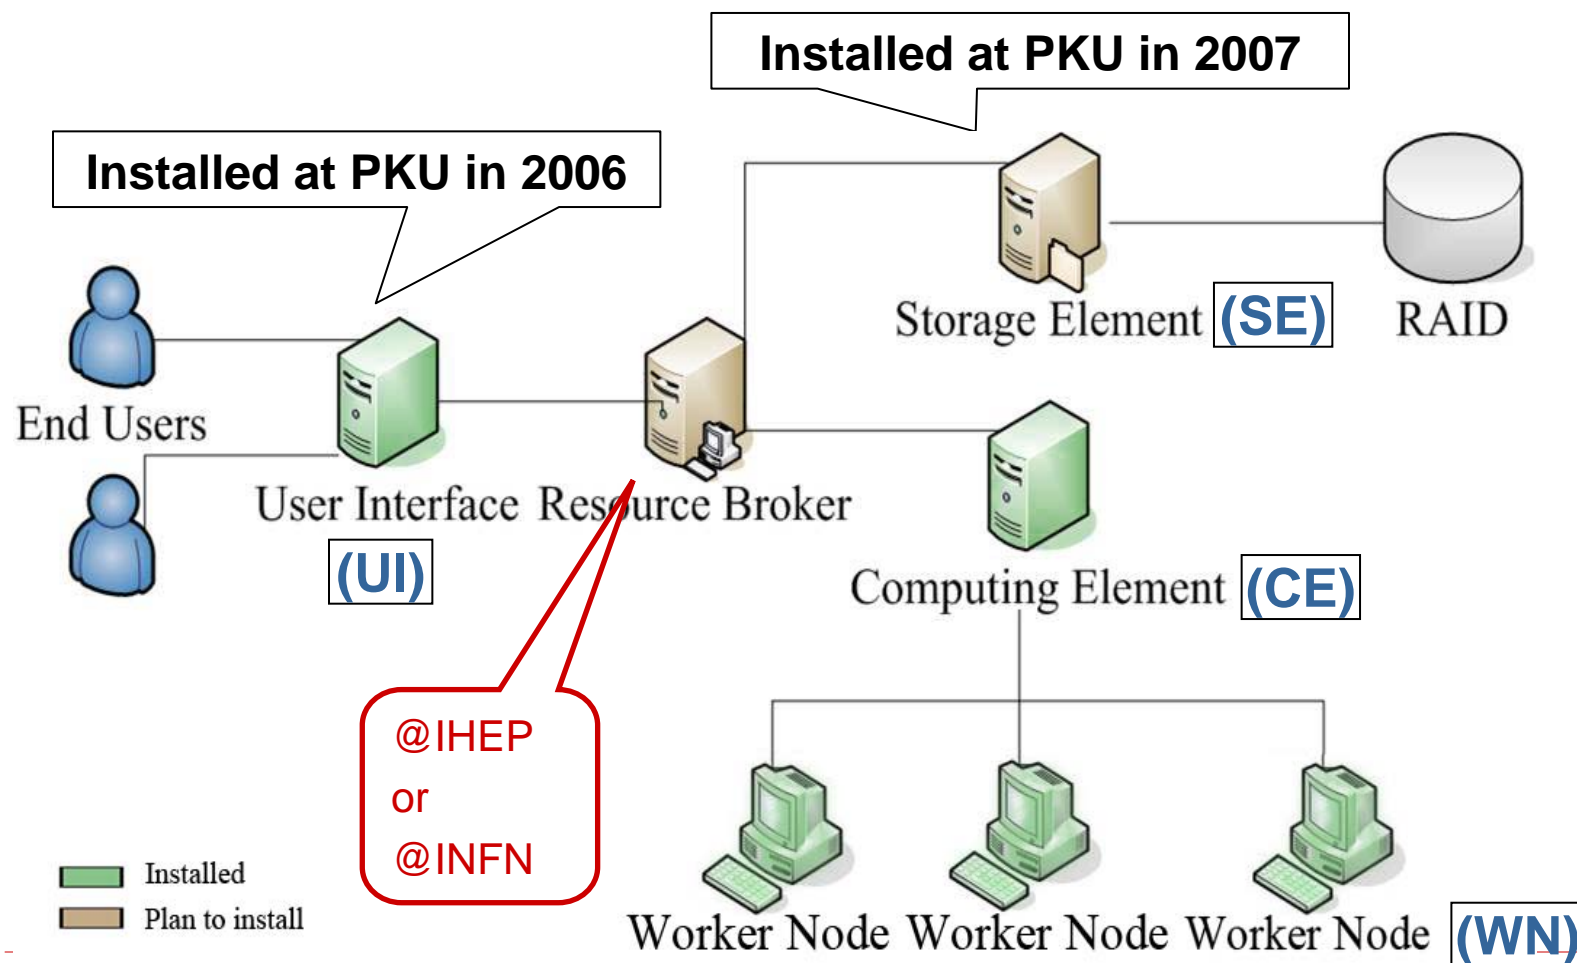 Installed at PKU in 2007
Installed at PKU in 2006
Storage Element (SE)
RAID
End Users
User Interface
(UI)
Resource Broker
Computing Element (CE)
@IHEP
or
@INFN
Installed
Plan to install
Worker Node Worker Node Worker Node (WN)